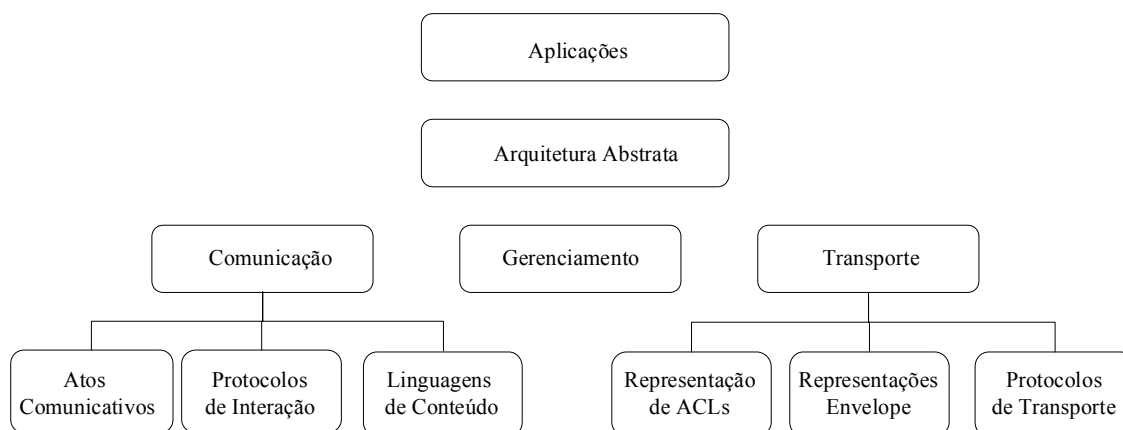 Aplicações
Arquitetura Abstrata
Comunicação
Gerenciamento
Transporte
Atos
Comunicativos
Protocolos
de Interação
Linguagens
de Conteúdo
Representação
de ACLs
Representações
Envelope
Protocolos
de Transporte